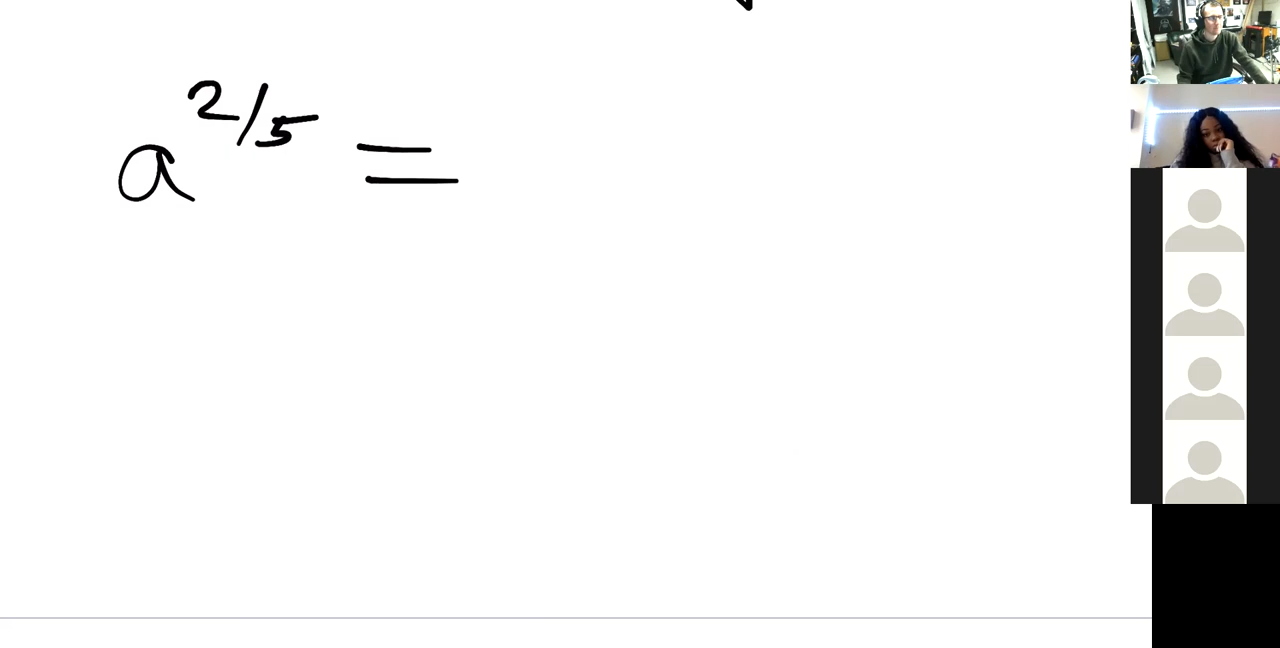 a^{2/5} =